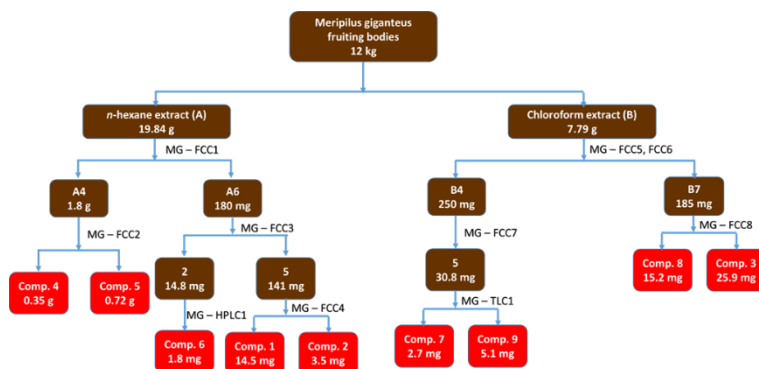 Meripilus giganteus
fruiting bodies
12 kg
n-hexane extract (A)
19.84 g
Chloroform extract (B)
7.79 g
MG – FCC1
MG – FCC5, FCC6
A4
1.8 g
A6
180 mg
B4
250 mg
B7
185 mg
MG – FCC2
MG – FCC3
MG – FCC7
MG – FCC8
Comp. 4
0.35 g
Comp. 5
0.72 g
2
14.8 mg
5
141 mg
5
30.8 mg
Comp. 8
15.2 mg
Comp. 3
25.9 mg
MG – HPLC1
MG – FCC4
MG – TLC1
Comp. 6
1.8 mg
Comp. 1
14.5 mg
Comp. 2
3.5 mg
Comp. 7
2.7 mg
Comp. 9
5.1 mg